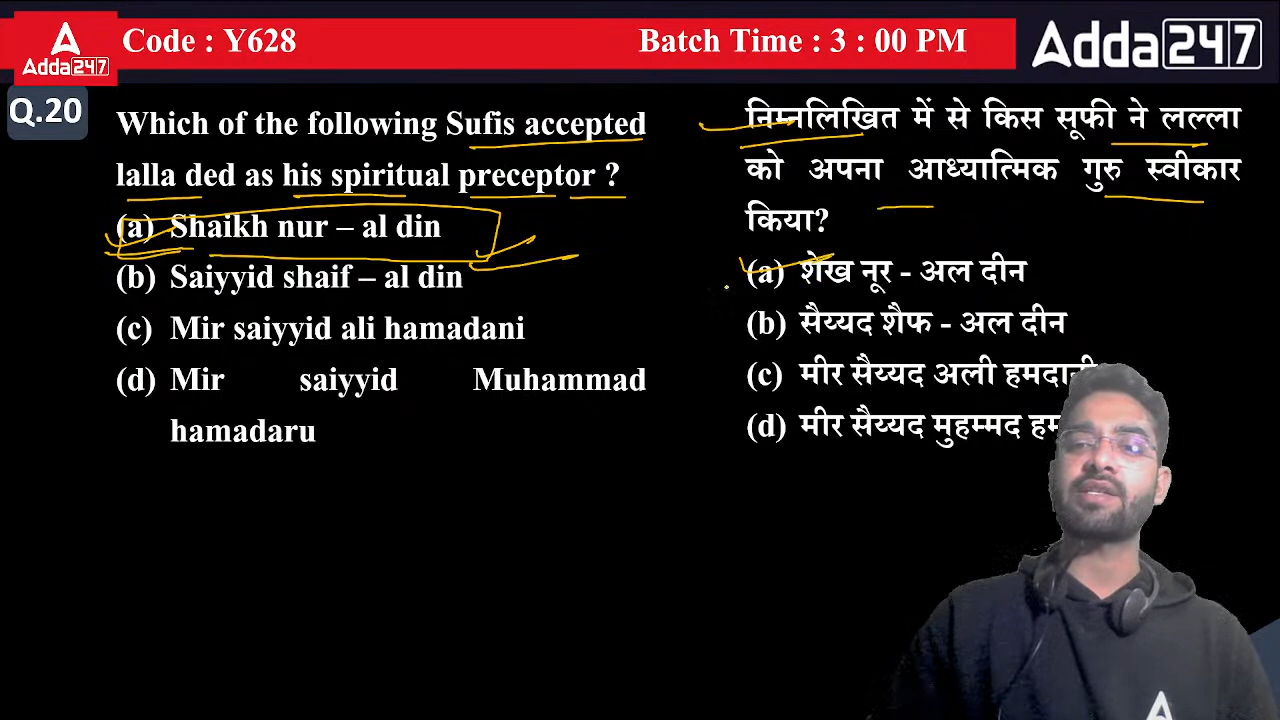 Code : Y628
Batch Time : 3 : 00 PM
Adda247
Adda247
Q.20
Which of the following Sufis accepted
lalla ded as his spiritual preceptor ?
(a) Shaikh nur – al din
(b) Saiyyid shaif – al din
(c) Mir saiyyid ali hamadani
(d) Mir saiyyid Muhammad
hamadaru
निम्नलिखित में से किस सूफी ने लल्ला
को अपना आध्यात्मिक गुरु स्वीकार
किया?
(a) शेख नूर - अल दीन
(b) सैय्यद शैफ - अल दीन
(c) मीर सैय्यद अली
(d) मीर सैय्यद मुहम्मद